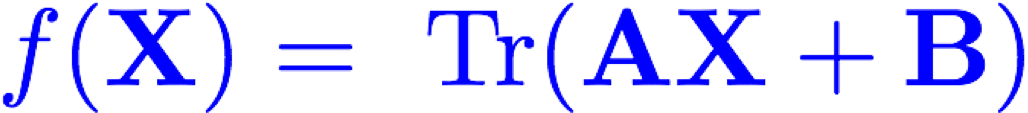 f(X) = Tr(AX + B)